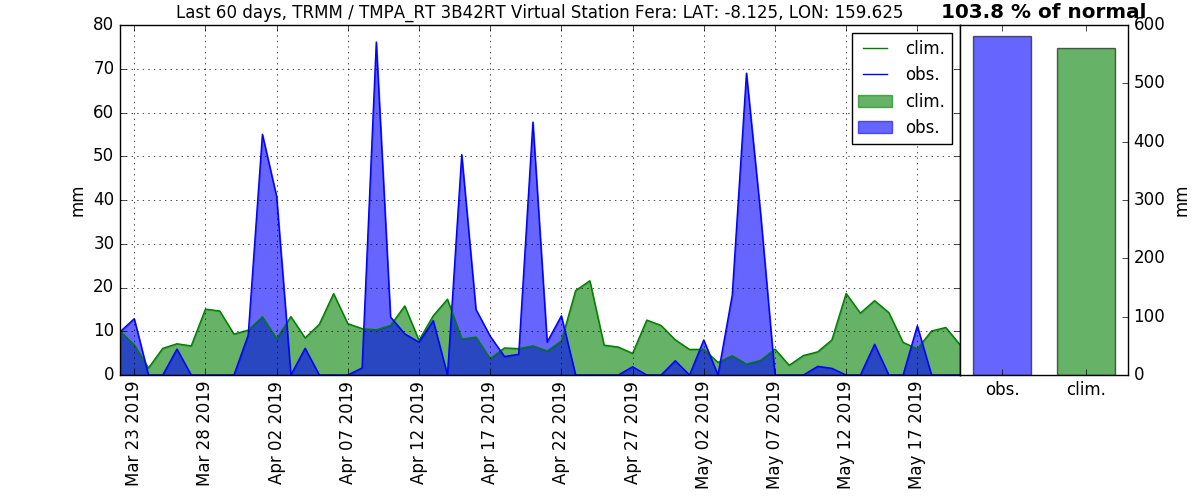 Last 60 days, TRMM / TMPA_RT 3B42RT Virtual Station Fera: LAT: -8.125, LON: 159.625
103.8 % of normal
80
70
60
50
40
30
20
10
0
mm
clim.
obs.
clim.
obs.
600
500
400
300
200
100
0
mm
obs.
clim.
Mar 23 2019
Mar 28 2019
Apr 02 2019
Apr 07 2019
Apr 12 2019
Apr 17 2019
Apr 22 2019
Apr 27 2019
May 02 2019
May 07 2019
May 12 2019
May 17 2019